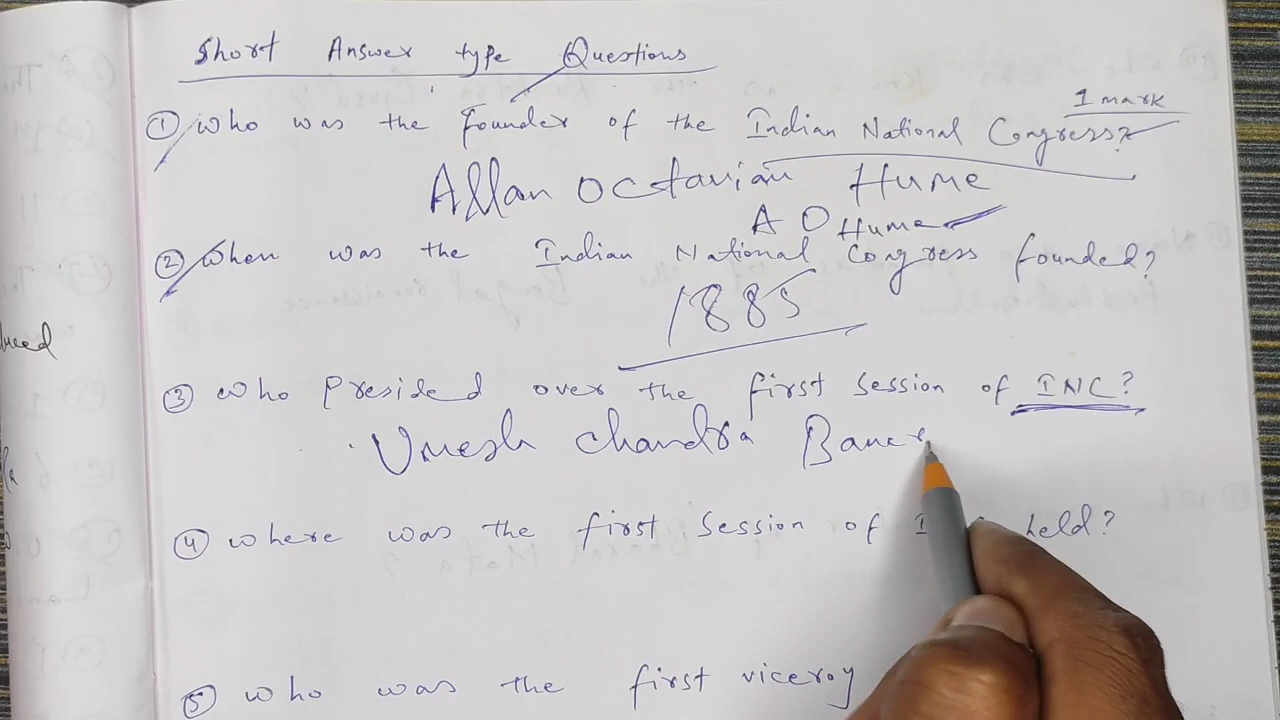 Short Answer type Questions
1 mark
① Who was the Founder of the Indian National Congress?
Allan Octavian Hume
A O Hume
② When was the Indian National Congress founded?
1885
③ Who Presided over the first Session of INC?
Umesh Chandra Baner
④ Where was the first Session of I held?
⑤ Who was the first viceroy